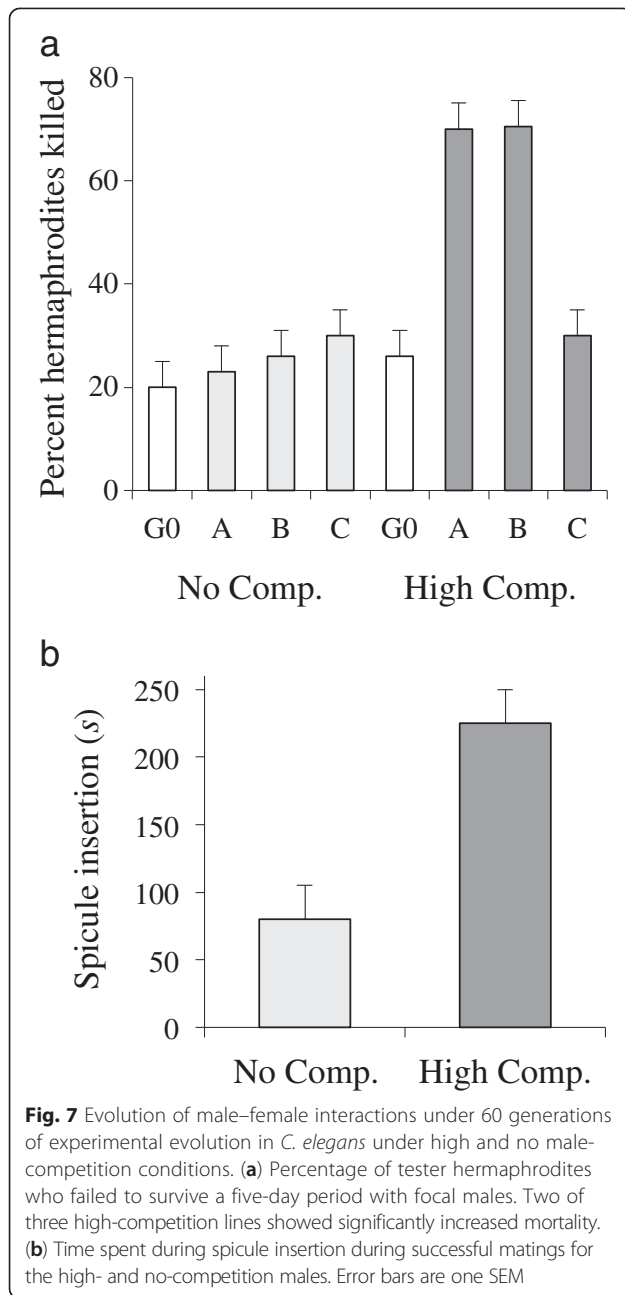 a
Percent hermaphrodites killed
80
60
40
20
0
G0 A B C G0 A B C
No Comp. High Comp.
b
Spicule insertion (s)
250
200
150
100
50
0
No Comp. High Comp.
Fig. 7 Evolution of male–female interactions under 60 generations
of experimental evolution in C. elegans under high and no male-
competition conditions. (a) Percentage of tester hermaphrodites
who failed to survive a five-day period with focal males. Two of
three high-competition lines showed significantly increased mortality.
(b) Time spent during spicule insertion during successful matings for
the high- and no-competition males. Error bars are one SEM